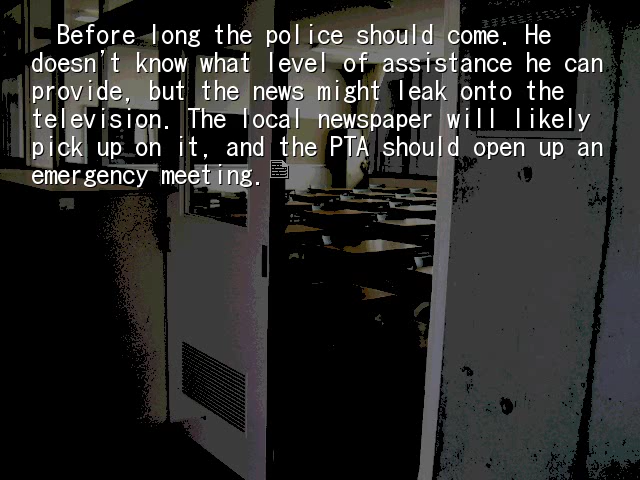 Before long the police should come. He
doesn't know what level of assistance he can
provide, but the news might leak onto the
television. The local newspaper will likely
pick up on it, and the PTA should open up an
emergency meeting.